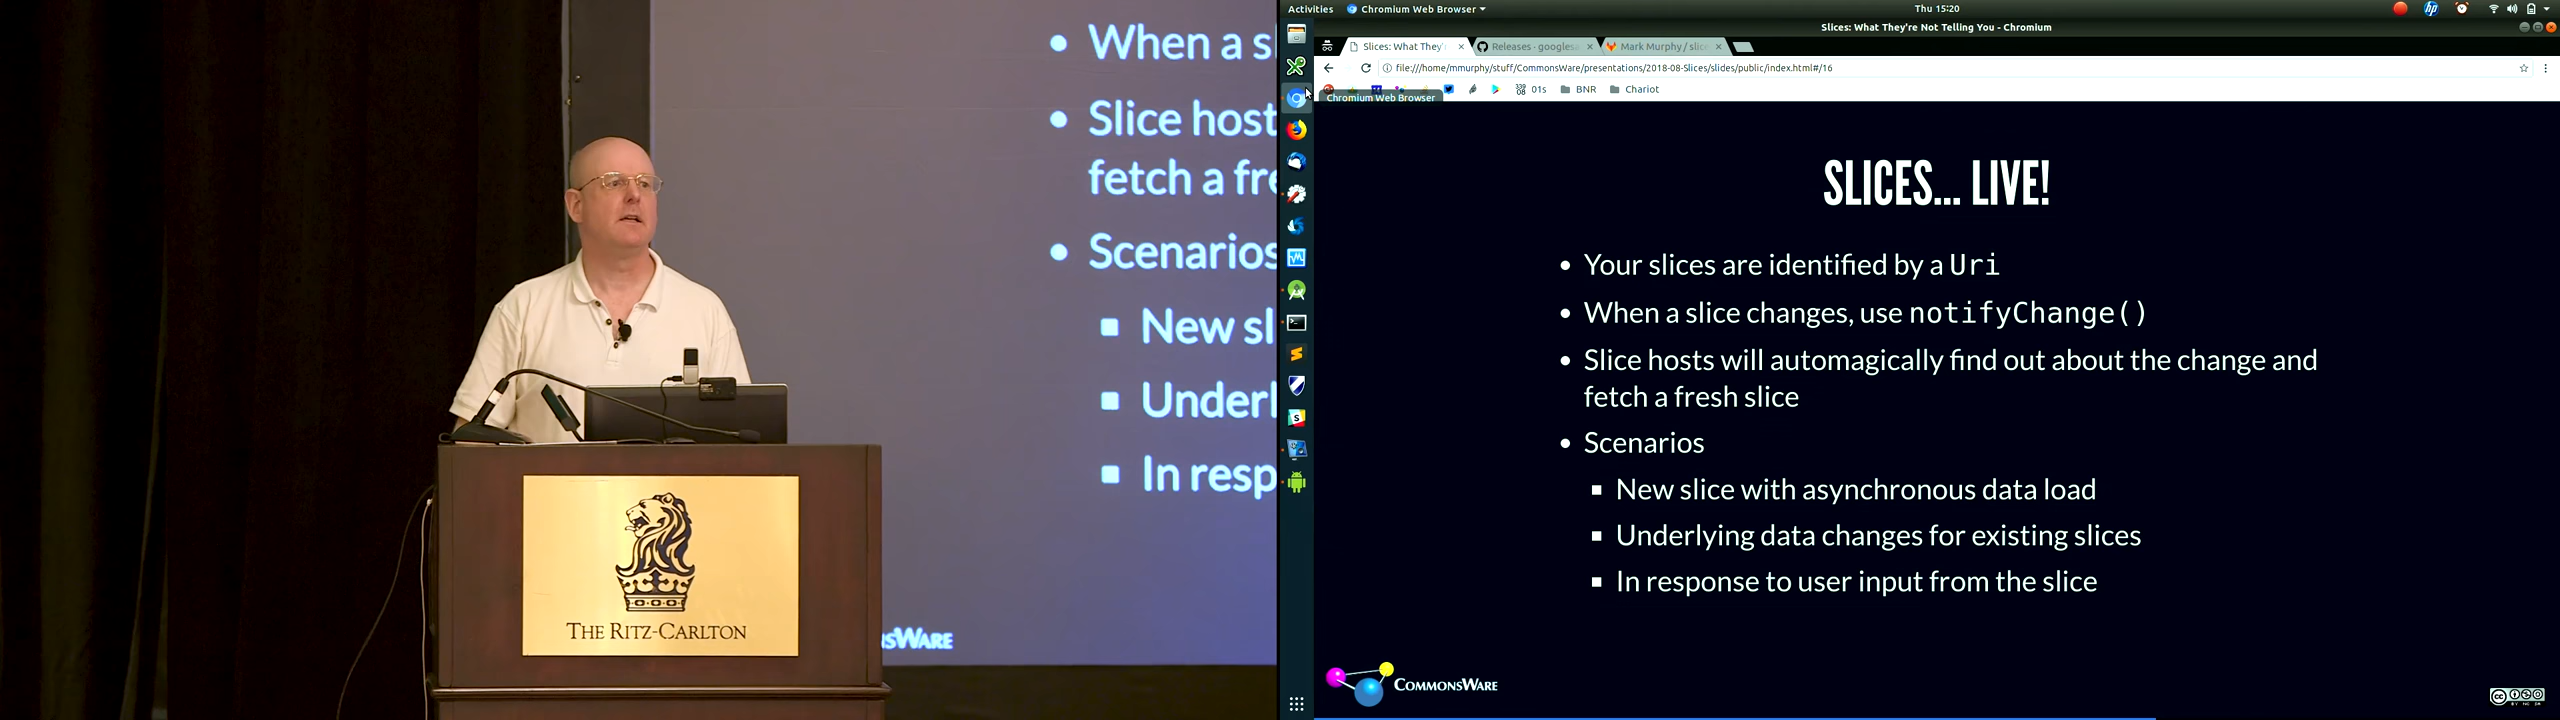 When a s
Slice host
fetch a fre
Scenarios
New sl
Underl
In resp
THE RITZ-CARLTON
NSWARE
Activities
Chromium Web Browser
Thu 15:20
Slices: What They're Not Telling You - Chromium
Slices: What They'
Releases · googles
Mark Murphy / slic
file:///home/mmurphy/stuff/CommonsWare/presentations/2018-08-Slices/slides/public/index.html#/16
01s
BNR
Chariot
Chromium Web Browser
SLICES... LIVE!
Your slices are identified by a Uri
When a slice changes, use notifyChange()
Slice hosts will automagically find out about the change and
fetch a fresh slice
Scenarios
New slice with asynchronous data load
Underlying data changes for existing slices
In response to user input from the slice
COMMONSWARE